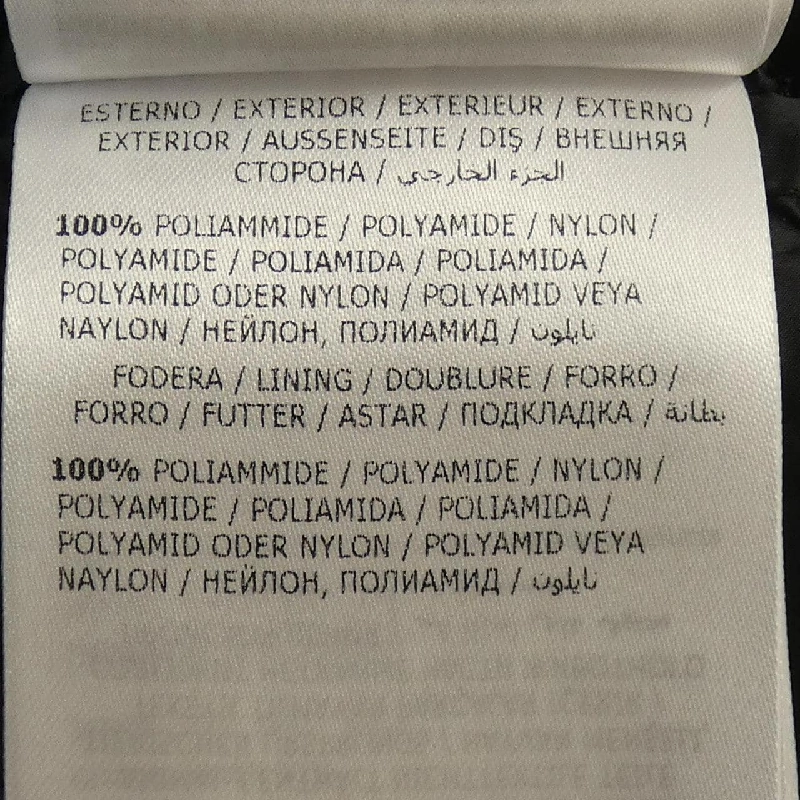 ESTERNO / EXTERIOR / EXTERIEUR / EXTERNO /
EXTERIOR / AUSSENSEITE / DIŞ / ВНЕШНЯЯ
СТОРОНА / الجزء الخارجي
100% POLIAMMIDE / POLYAMIDE / NYLON /
POLYAMIDE / POLIAMIDA / POLIAMIDA /
POLYAMID ODER NYLON / POLYAMID VEYA
NAYLON / НЕЙЛОН, ПОЛИАМИД / نايلون
FODERA / LINING / DOUBLURE / FORRO /
FORRO / FUTTER / ASTAR / ПОДКЛАДКА / بطانة
100% POLIAMMIDE / POLYAMIDE / NYLON /
POLYAMIDE / POLIAMIDA / POLIAMIDA /
POLYAMID ODER NYLON / POLYAMID VEYA
NAYLON / НЕЙЛОН, ПОЛИАМИД / نايلون